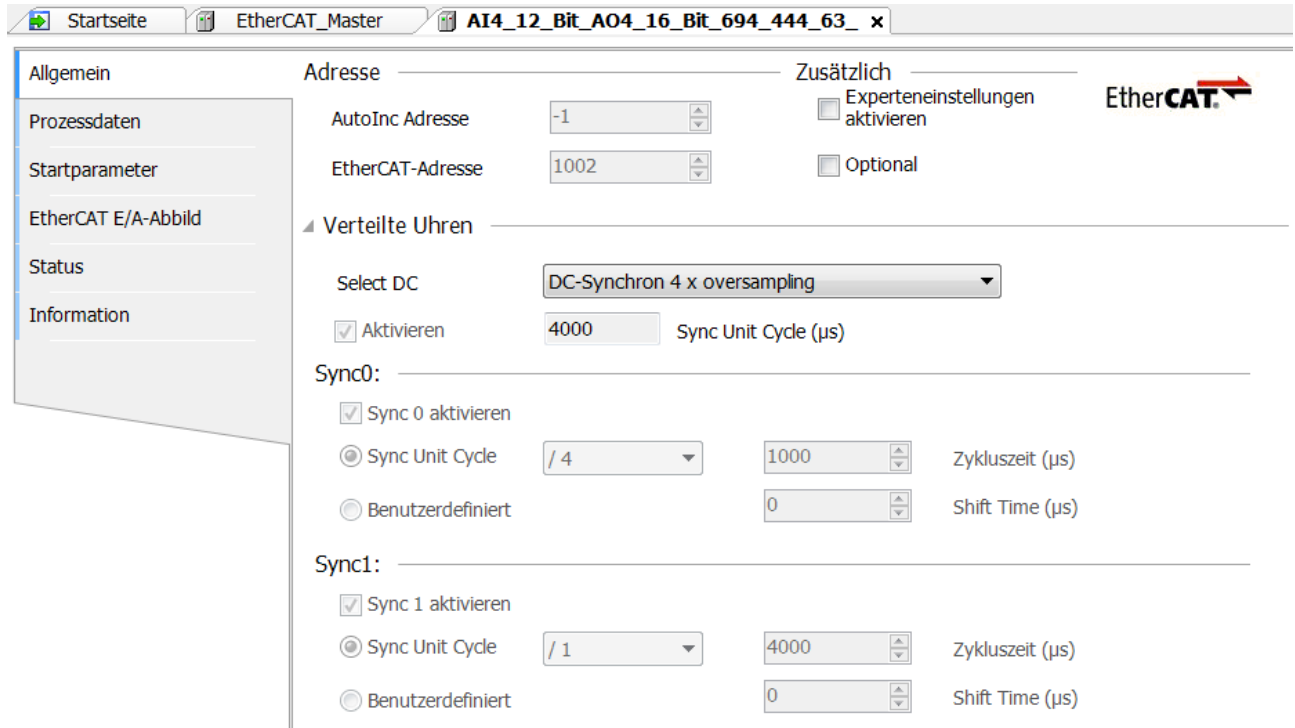 Startseite EtherCAT_Master AI4_12_Bit_AO4_16_Bit_694_444_63_ x
Allgemein
Prozessdaten
Startparameter
EtherCAT E/A-Abbild
Status
Information
Adresse
AutoInc Adresse -1
EtherCAT-Adresse 1002
Zusätzlich
Experteneinstellungen
aktivieren
Optional
EtherCAT.
Verteilte Uhren
Select DC DC-Synchron 4 x oversampling
Aktivieren 4000 Sync Unit Cycle (µs)
Sync0:
Sync 0 aktivieren
Sync Unit Cycle / 4 1000 Zykluszeit (µs)
Benutzerdefiniert 0 Shift Time (µs)
Sync1:
Sync 1 aktivieren
Sync Unit Cycle / 1 4000 Zykluszeit (µs)
Benutzerdefiniert 0 Shift Time (µs)